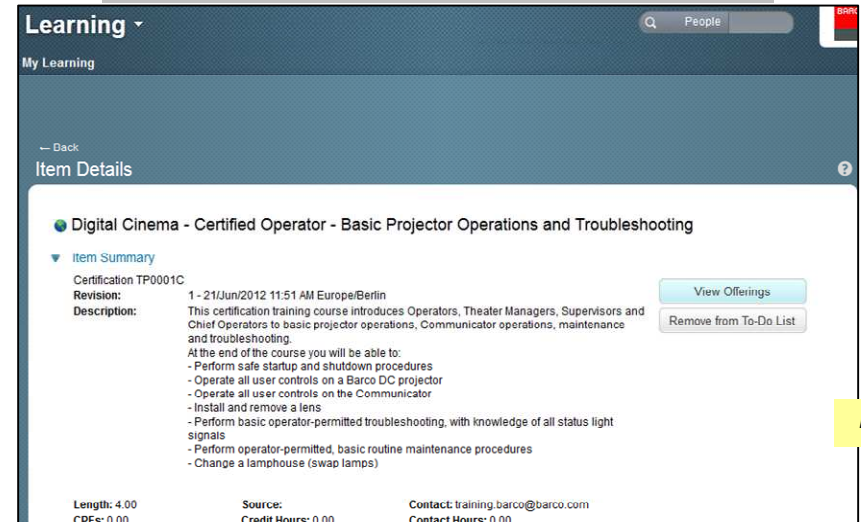 Learning
People
BARC
My Learning
← Back
Item Details
?
Digital Cinema - Certified Operator - Basic Projector Operations and Troubleshooting
Item Summary
Certification TP0001C
Revision: 1 - 21/Jun/2012 11:51 AM Europe/Berlin
View Offerings
Description: This certification training course introduces Operators, Theater Managers, Supervisors and
Chief Operators to basic projector operations, Communicator operations, maintenance
Remove from To-Do List
and troubleshooting.
At the end of the course you will be able to:
- Perform safe startup and shutdown procedures
- Operate all user controls on a Barco DC projector
- Operate all user controls on the Communicator
- Install and remove a lens
- Perform basic operator-permitted troubleshooting, with knowledge of all status light
signals
- Perform operator-permitted, basic routine maintenance procedures
- Change a lamphouse (swap lamps)
Length: 4.00 Source: Contact: training.barco@barco.com
CPEs: 0.00 Credit Hours: 0.00 Contact Hours: 0.00